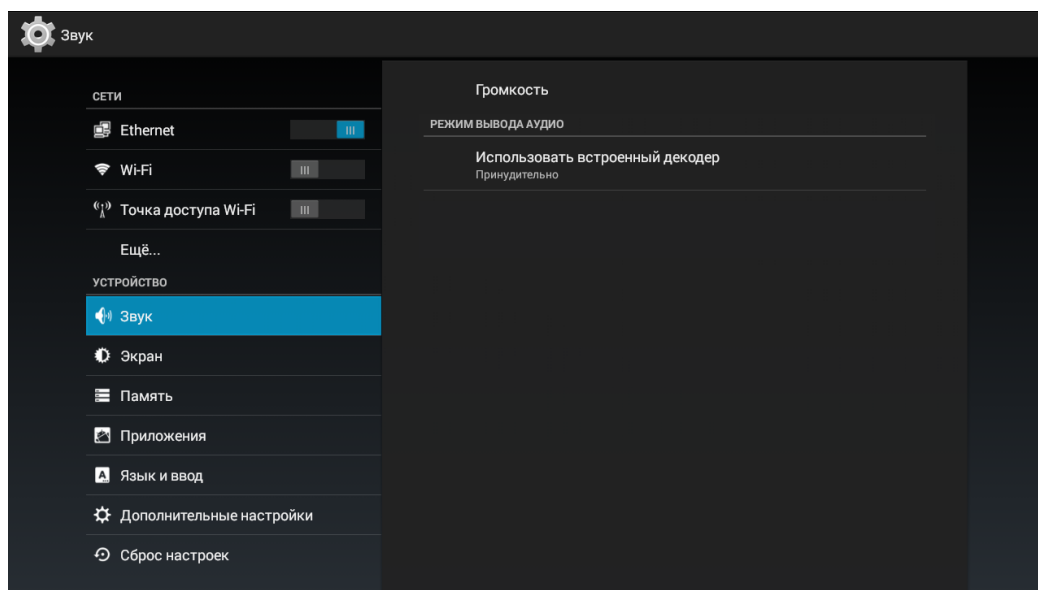 Звук
СЕТИ
Ethernet
Wi-Fi
Точка доступа Wi-Fi
Ещё...
УСТРОЙСТВО
Звук
Экран
Память
Приложения
Язык и ввод
Дополнительные настройки
Сброс настроек
Громкость
РЕЖИМ ВЫВОДА АУДИО
Использовать встроенный декодер
Принудительно